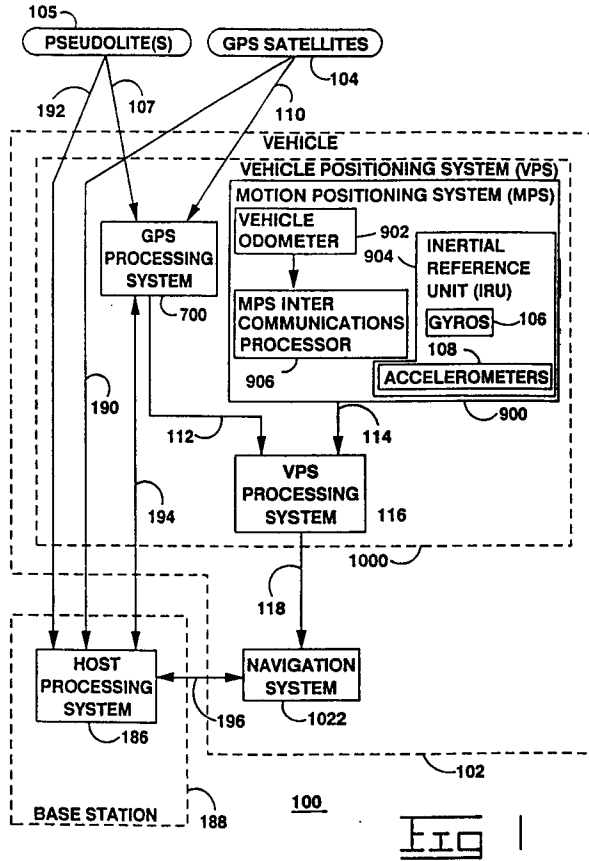 105
PSEUDOLITE(S)
GPS SATELLITES
104
192
107
110
VEHICLE
VEHICLE POSITIONING SYSTEM (VPS)
MOTION POSITIONING SYSTEM (MPS)
GPS
PROCESSING
SYSTEM
700
VEHICLE
ODOMETER
902
904
INERTIAL
REFERENCE
UNIT (IRU)
GYROS
106
108
ACCELEROMETERS
MPS INTER
COMMUNICATIONS
PROCESSOR
906
900
190
112
114
194
VPS
PROCESSING
SYSTEM
116
1000
118
HOST
PROCESSING
SYSTEM
186
196
NAVIGATION
SYSTEM
1022
102
BASE STATION
188
100
Fig 1